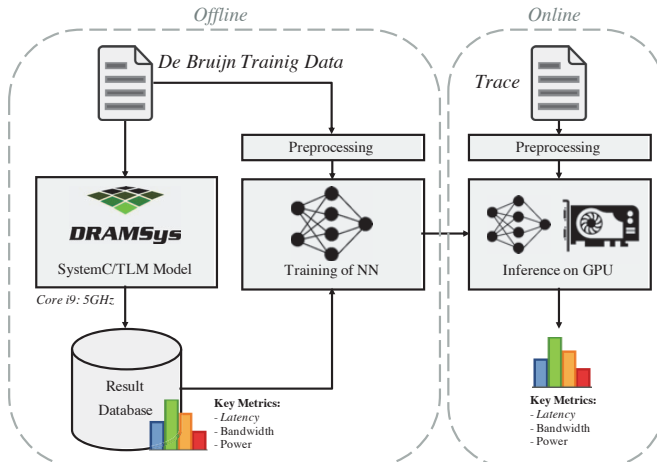 Offline
Online
De Bruijn Trainig Data
Trace
Preprocessing
Preprocessing
DRAMSys
SystemC/TLM Model
Training of NN
Inference on GPU
Core i9: 5GHz
Result
Database
Key Metrics:
- Latency
- Bandwidth
- Power
Key Metrics:
- Latency
- Bandwidth
- Power